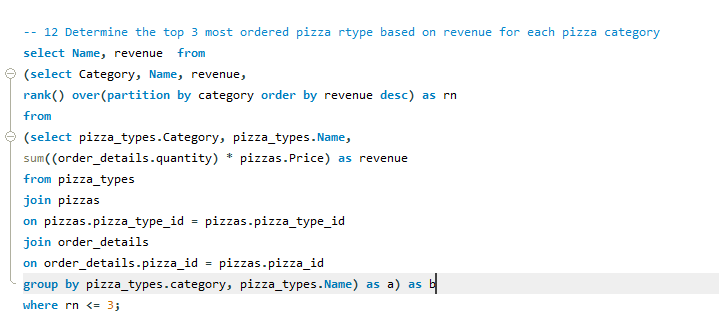 -- 12 Determine the top 3 most ordered pizza rtype based on revenue for each pizza category
select Name, revenue  from
(select Category, Name, revenue,
rank() over(partition by category order by revenue desc) as rn
from
(select pizza_types.Category, pizza_types.Name,
sum((order_details.quantity) * pizzas.Price) as revenue
from pizza_types
join pizzas
on pizzas.pizza_type_id = pizzas.pizza_type_id
join order_details
on order_details.pizza_id = pizzas.pizza_id
group by pizza_types.category, pizza_types.Name) as a) as b
where rn <= 3;